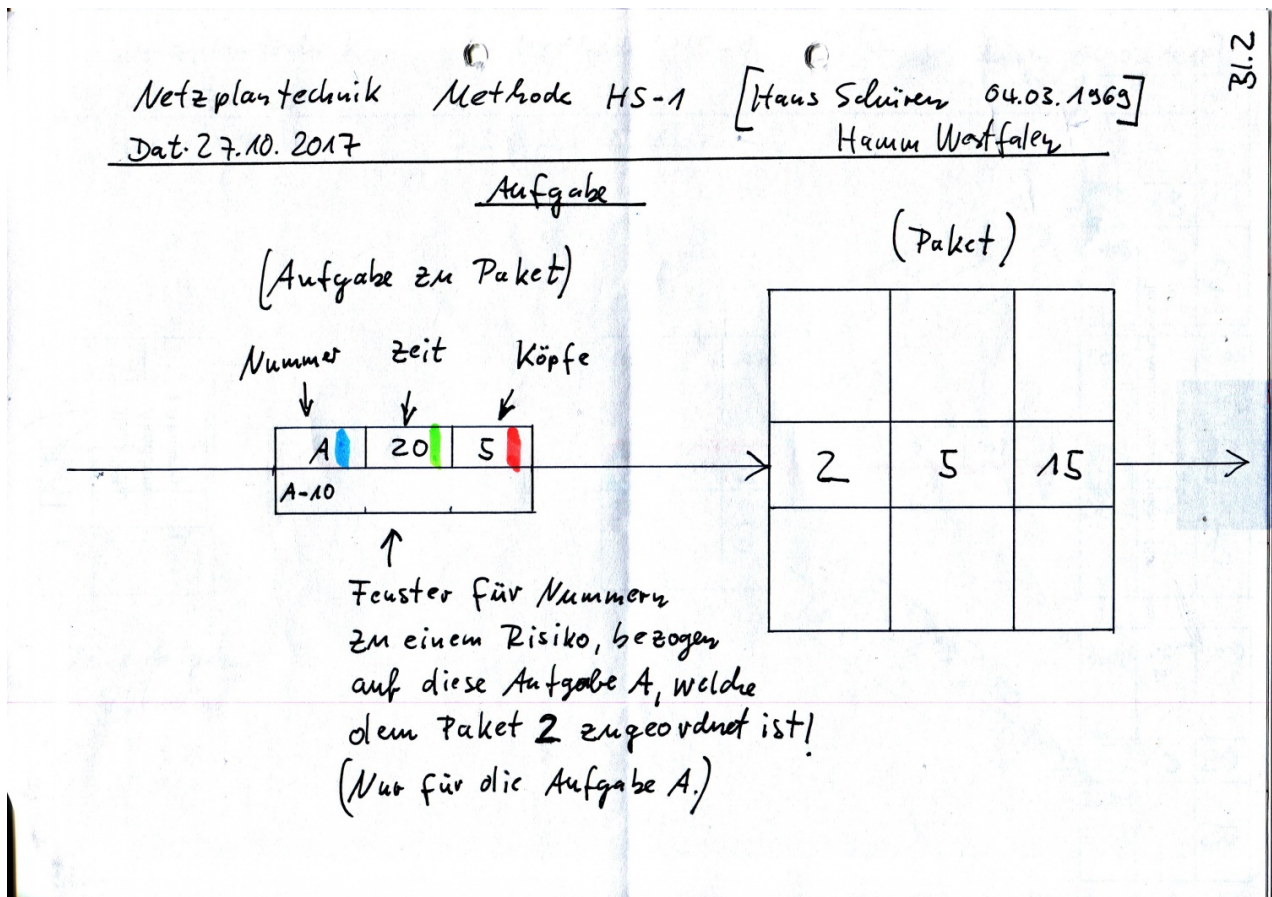 Bl.2
Netzplantechnik Methode HS-1 [Hans Schüren 04.03.1969]
Dat. 27.10.2017 Hamm Westfalen
Aufgabe
(Paket)
(Aufgabe zu Paket)
Nummer Zeit Köpfe
A 20 5
2 5 15
A-10
Fenster für Nummern
zu einem Risiko, bezogen
auf diese Aufgabe A, welche
dem Paket 2 zugeordnet ist!
(Nur für die Aufgabe A.)